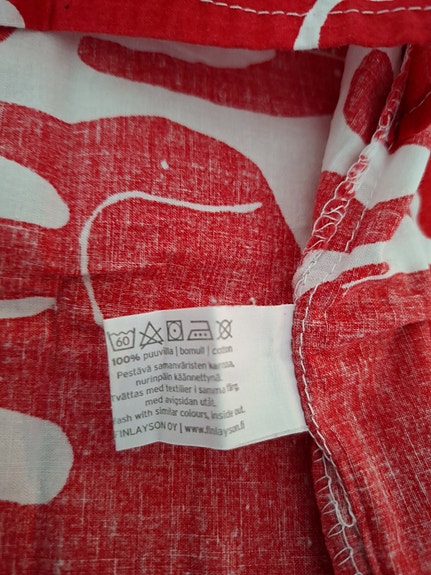 60
100% puuvilla | bomull | cotton
Pestävä samanväristen kanssa,
nurinpäin käännettynä.
Tvättas med textilier i samma färg,
med avigsidan utåt.
Wash with similar colours, inside out.
FINLAYSON OY | www.finlayson.fi